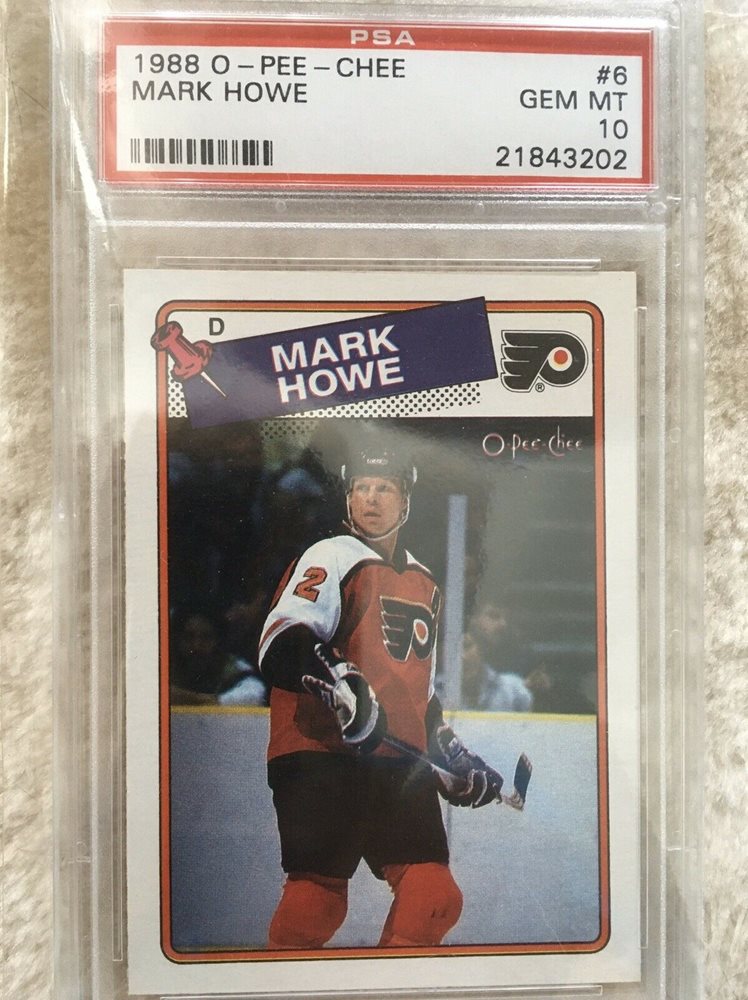 PSA
1988 O-PEE-CHEE #6
MARK HOWE GEM MT
10
21843202
D
MARK
HOWE
®
O-Pee-Chee
2